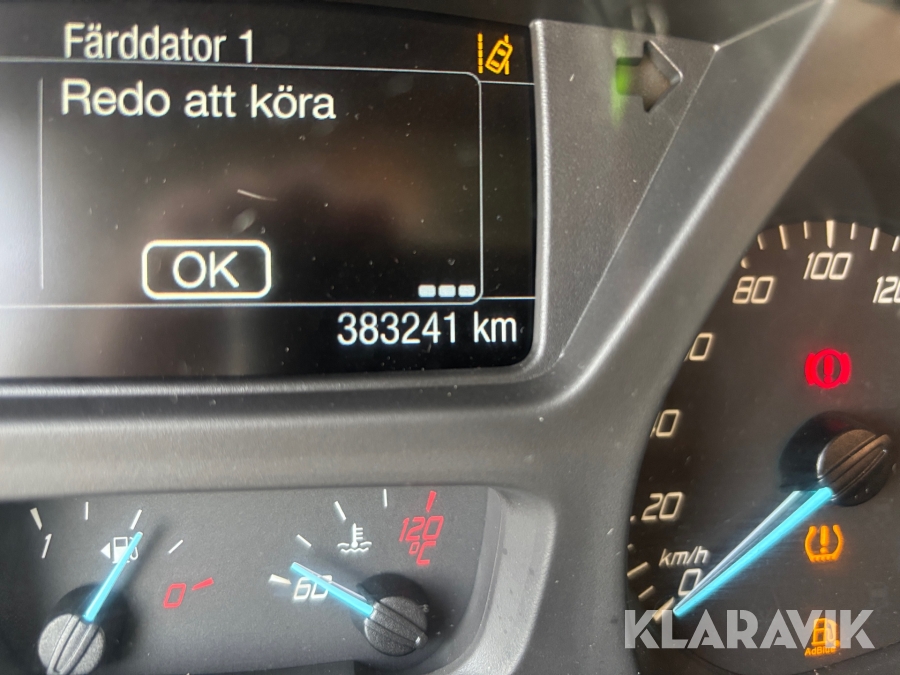 Färddator 1
Redo att köra
OK
383241 km
80
100
120
20
km/h
0
1
0
60
120
°C
AdBlue
KLARAVIK